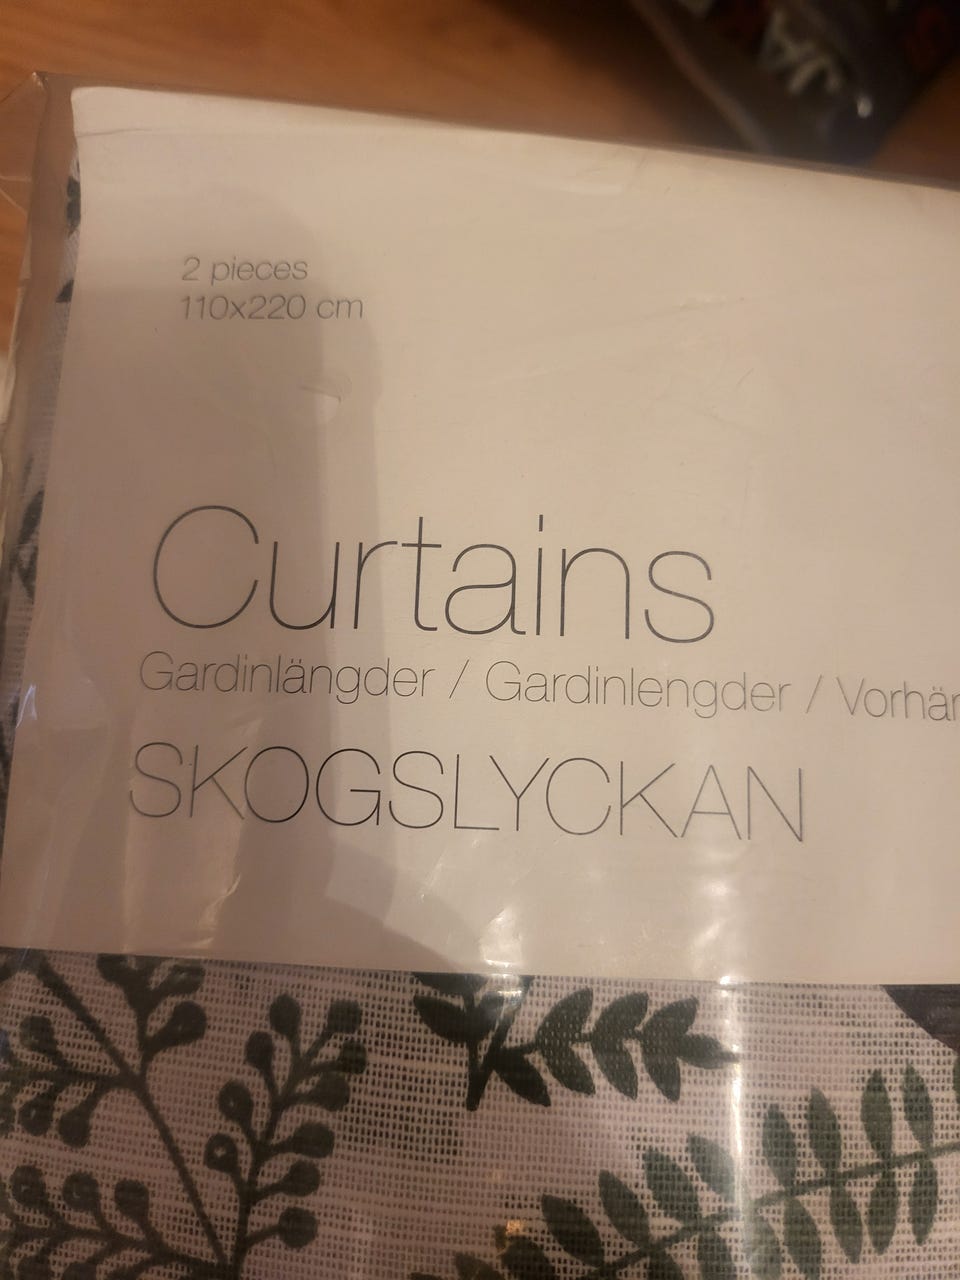 2 pieces
110x220 cm
Curtains
Gardinlängder / Gardinlengder /
SKOGSLYCKAN